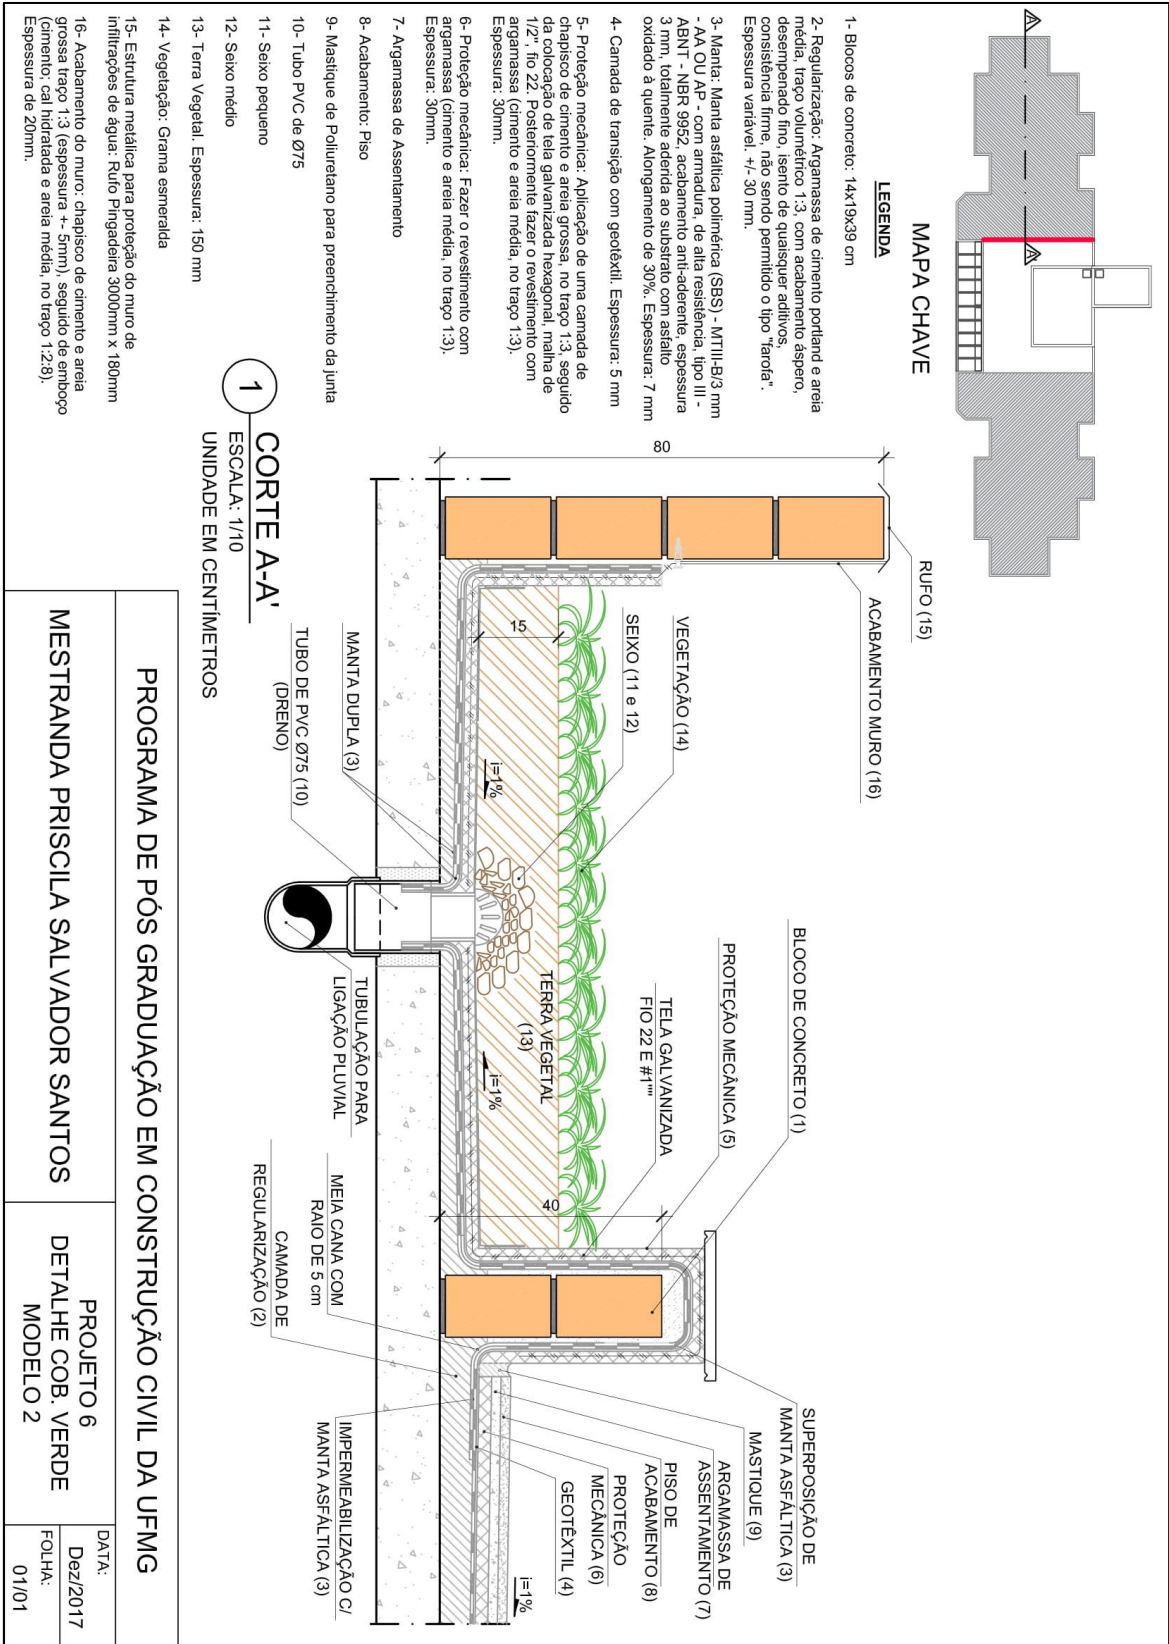 MAPA CHAVE
A
A'
LEGENDA
1- Blocos de concreto: 14x19x39 cm
2- Regularização: Argamassa de cimento portland e areia
média, traço volumétrico 1:3, com acabamento áspero,
desempenado fino, isento de quaisquer aditivos,
consistência firme, não sendo permitido o tipo "farofa".
Espessura variável. +/- 30 mm.
3- Manta: Manta asfáltica polimérica (SBS) - MTIII-B/3 mm
- AA OU AP - com armadura, de alta resistência, tipo III -
ABNT - NBR 9952, acabamento anti-aderente, espessura
3 mm, totalmente aderida ao substrato com asfalto
oxidado à quente. Alongamento de 30%. Espessura: 7 mm
4- Camada de transição com geotêxtil. Espessura: 5 mm
5- Proteção mecânica: Aplicação de uma camada de
chapisco de cimento e areia grossa, no traço 1:3, seguido
da colocação de tela galvanizada hexagonal, malha de
1/2", fio 22. Posteriormente fazer o revestimento com
argamassa (cimento e areia média, no traço 1:3).
Espessura: 30mm.
6- Proteção mecânica: Fazer o revestimento com
argamassa (cimento e areia média, no traço 1:3).
Espessura: 30mm.
7- Argamassa de Assentamento
8- Acabamento: Piso
9- Mastique de Poliuretano para preenchimento da junta
10- Tubo PVC de Ø75
11- Seixo pequeno
12- Seixo médio
13- Terra Vegetal. Espessura: 150 mm
14- Vegetação: Grama esmeralda
15- Estrutura metálica para proteção do muro de
infiltrações de água: Rufo Pingadeira 3000mm x 180mm
16- Acabamento do muro: chapisco de cimento e areia
grossa traço 1:3 (espessura +- 5mm), seguido de emboço
(cimento; cal hidratada e areia média, no traço 1:2:8).
Espessura de 20mm.
RUFO (15)
ACABAMENTO MURO (16)
80
VEGETAÇÃO (14)
SEIXO (11 e 12)
15
i=1%
MANTA DUPLA (3)
TUBO DE PVC Ø75 (10)
(DRENO)
BLOCO DE CONCRETO (1)
PROTEÇÃO MECÂNICA (5)
TELA GALVANIZADA
FIO 22 E #1""
TERRA VEGETAL
(13)
i=1%
40
TUBULAÇÃO PARA
LIGAÇÃO PLUVIAL
MEIA CANA COM
RAIO DE 5 cm
CAMADA DE
REGULARIZAÇÃO (2)
SUPERPOSIÇÃO DE
MANTA ASFÁLTICA (3)
MASTIQUE (9)
ARGAMASSA DE
ASSENTAMENTO (7)
PISO DE
ACABAMENTO (8)
PROTEÇÃO
MECÂNICA (6)
GEOTÊXTIL (4)
i=1%
IMPERMEABILIZAÇÃO C/
MANTA ASFÁLTICA (3)
1
CORTE A-A'
ESCALA: 1/10
UNIDADE EM CENTÍMETROS
PROGRAMA DE PÓS GRADUAÇÃO EM CONSTRUÇÃO CIVIL DA UFMG
MESTRANDA PRISCILA SALVADOR SANTOS
PROJETO 6
DETALHE COB. VERDE
MODELO 2
DATA:
Dez/2017
FOLHA:
01/01